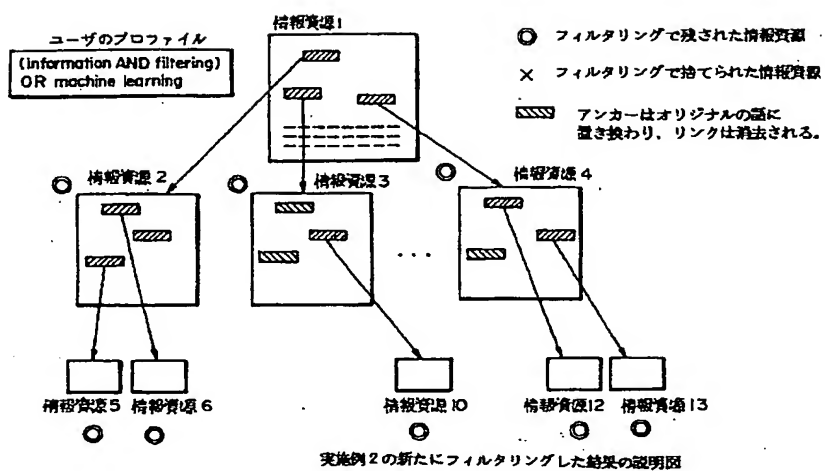 ユーザのプロファイル
(information AND filtering)
OR machine learning
情報資源1
◎ フィルタリングで残された情報資源
× フィルタリングで捨てられた情報資源
アンカーはオリジナルの語に
置き換わり、リンクは消去される。
情報資源2
情報資源3
情報資源4
...
情報資源5
情報資源6
情報資源10
情報資源12
情報資源13
実施例2の新たにフィルタリングした結果の説明図